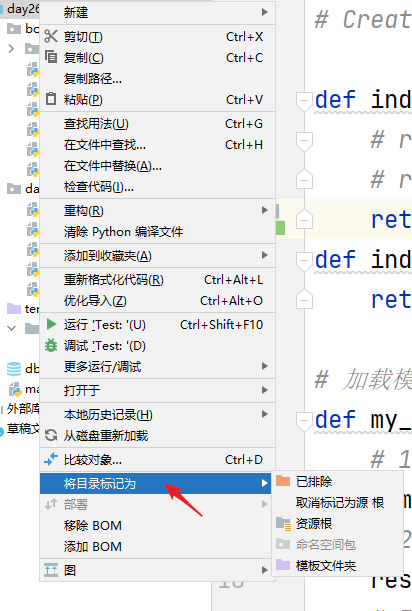 day26
新建
# Creat
bo
剪切(T) Ctrl+X
复制(C) Ctrl+C
def ind
复制路径...
粘贴(P) Ctrl+V
# r
查找用法(U) Ctrl+G
在文件中查找... Ctrl+H
在文件中替换(A)...
# r
检查代码(I)...
da
重构(R)
ret
清除 Python 编译文件
添加到收藏夹(A)
def ind
重新格式化代码(R) Ctrl+Alt+L
优化导入(Z) Ctrl+Alt+O
ret
ter
运行 'Test: '(U) Ctrl+Shift+F10
调试 'Test: '(D)
更多运行/调试
db
打开于
# 加载模
ma
外部库
本地历史记录(H)
def my_
草稿文
从磁盘重新加载
比较对象... Ctrl+D
# 1
将目录标记为
已排除
部署
取消标记为源 根
m
移除 BOM
资源根
添加 BOM
命名空间包
2
图
模板文件夹
18
res